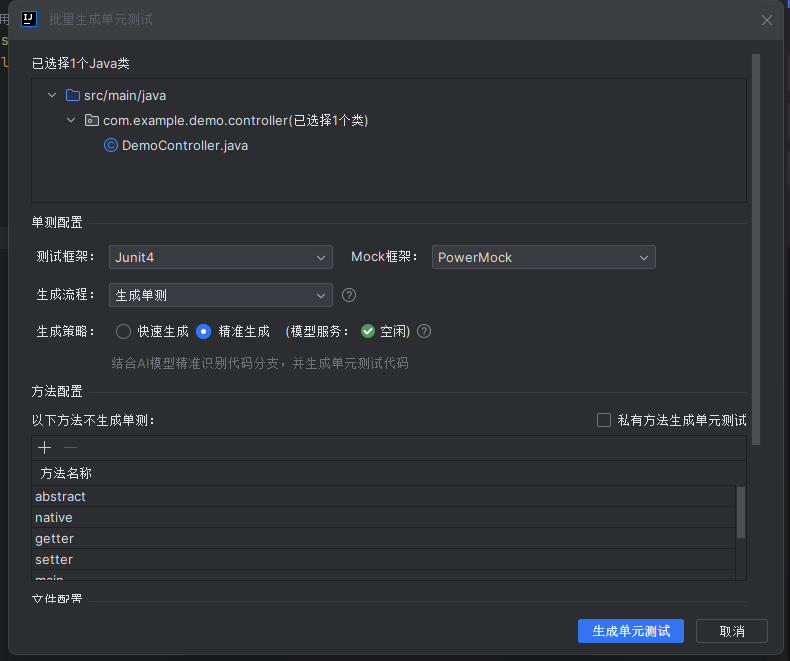 用
批量生成单元测试
s
l
已选择1个Java类
src/main/java
com.example.demo.controller(已选择1个类)
DemoController.java
单测配置
测试框架： Junit4 Mock框架： PowerMock
生成流程： 生成单测
生成策略： 快速生成 精准生成 (模型服务： 空闲)
结合AI模型精准识别代码分支，并生成单元测试代码
方法配置
以下方法不生成单测： 私有方法生成单元测试
方法名称
abstract
native
getter
setter
main
文件配置
生成单元测试 取消